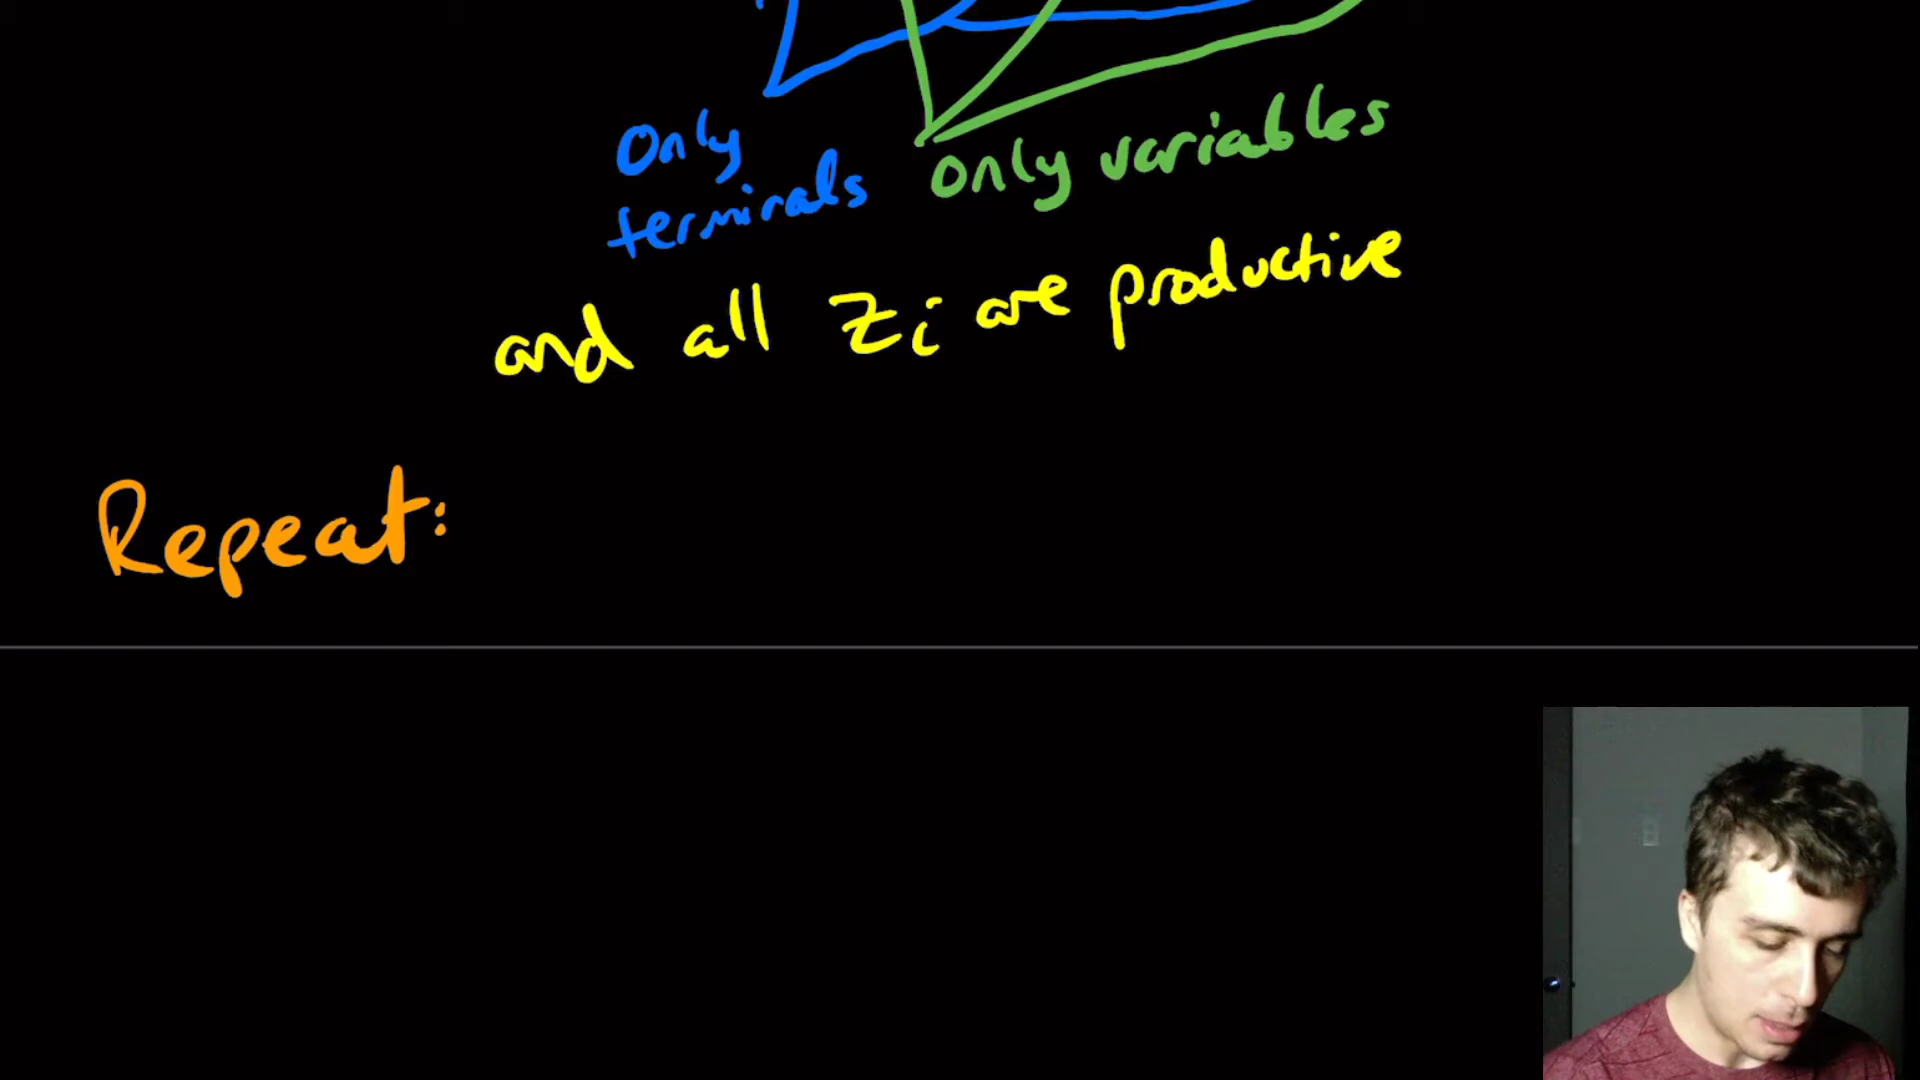 Only
terminals
only variables
and all Zi are productive
Repeat: